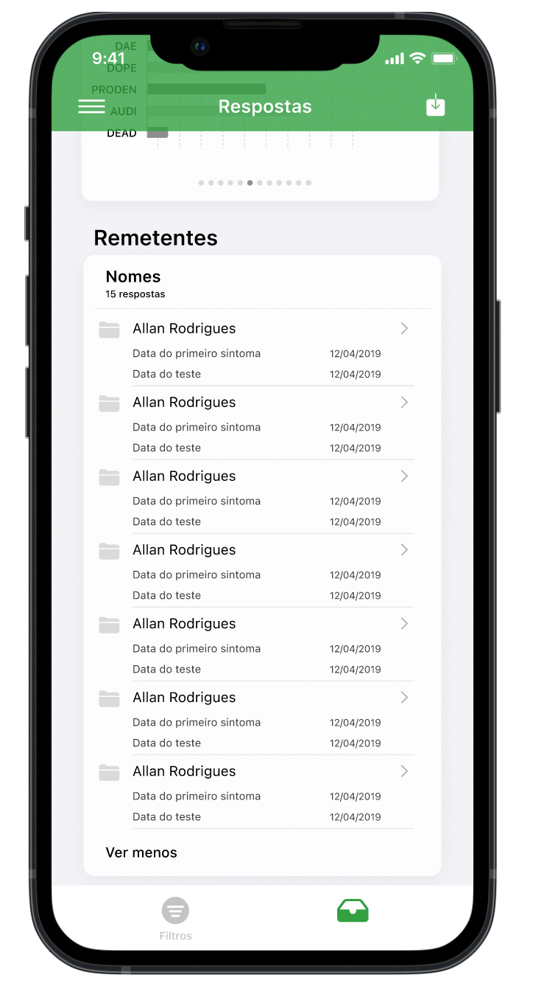 DAE
9:41
DOPE
PRODEN
Respostas
AUDI
DEAD
Remetentes
Nomes
15 respostas
Allan Rodrigues
Data do primeiro sintoma 12/04/2019
Data do teste 12/04/2019
Allan Rodrigues
Data do primeiro sintoma 12/04/2019
Data do teste 12/04/2019
Allan Rodrigues
Data do primeiro sintoma 12/04/2019
Data do teste 12/04/2019
Allan Rodrigues
Data do primeiro sintoma 12/04/2019
Data do teste 12/04/2019
Allan Rodrigues
Data do primeiro sintoma 12/04/2019
Data do teste 12/04/2019
Allan Rodrigues
Data do primeiro sintoma 12/04/2019
Data do teste 12/04/2019
Allan Rodrigues
Data do primeiro sintoma 12/04/2019
Data do teste 12/04/2019
Ver menos
Filtros